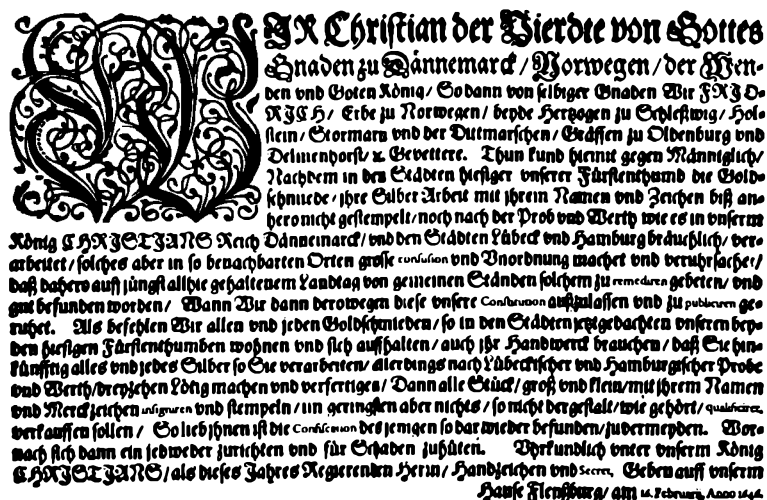 WIR Christian der Vierdte von Gottes
Gnaden zu Dännemarck / Norwegen / der Wen-
den vnd Goten König / So dann von selbiger Gnaden Wir FRID-
RICH / Erbe zu Norwegen / beyde Hertzogen zu Schleßwig / Hol-
stein / Stormarn vnd der Dittmarschen / Graffen zu Oldenburg vnd
Delmenhorst / ꝛc. Gevettere. Thun kund hiemit gegen Männiglich /
Nachdem in den Städten hiesiger vnserer Fürstenthumb die Gold-
schmiede / ihre Silber Arbeit mit ihrem Namen vnd Zeichen biß an-
hero nicht gestempelt / noch nach der Prob vnd Werth wie es in vnserm
König CHRISTIANS Reich Dännemarck / vnd den Städten Lübeck vnd Hamburg bräuchlich / ver-
arbeitet / solches aber in so benachbarten Orten grosse confusion vnd Vnordnung machet vnd veruhrsachet /
daß dahero auff jüngst allhie gehaltenem Landtag von gemeinen Ständen solchem zu remediren gebeten / vnd
gut befunden worden / Wann Wir dann derowegen diese vnsere Constitution außzulassen vnd zu publiciren ge-
ruhet. Als befehlen Wir allen vnd jeden Goldschmieden / so in den Städten jetztgedachten vnseren bey-
den hiesigen Fürstenthumben wohnen vnd sich auffhalten / auch ihr Handwerck brauchen / daß Sie hin-
künfftig alles vnd jedes Silber so Sie verarbeiten / allerdings nach Lübeckischer vnd Hamburgischer Probe
vnd Werth / dreyzehen Lötig machen vnd verfertigen / Dann alle Stück / groß vnd klein / mit ihrem Namen
vnd Merckzeichen insigniren vnd stempeln / im geringsten aber nichts / so nicht dergestalt / wie gehört / qualificiret,
verkauffen sollen / So lieb ihnen ist die Confiscation des jenigen so dar wieder befunden / zu vermeyden. Wor-
nach sich dann ein jedweder zurichten vnd für Schaden zuhüten. Vhrkundlich vnter vnserm König
CHRISTIANS / als dieses Jahres Regierenden Herrn / Handzeichen vnd Secret, Geben auff vnserm
Hause Flensburg / am 16. Februarij, Anno 1646.